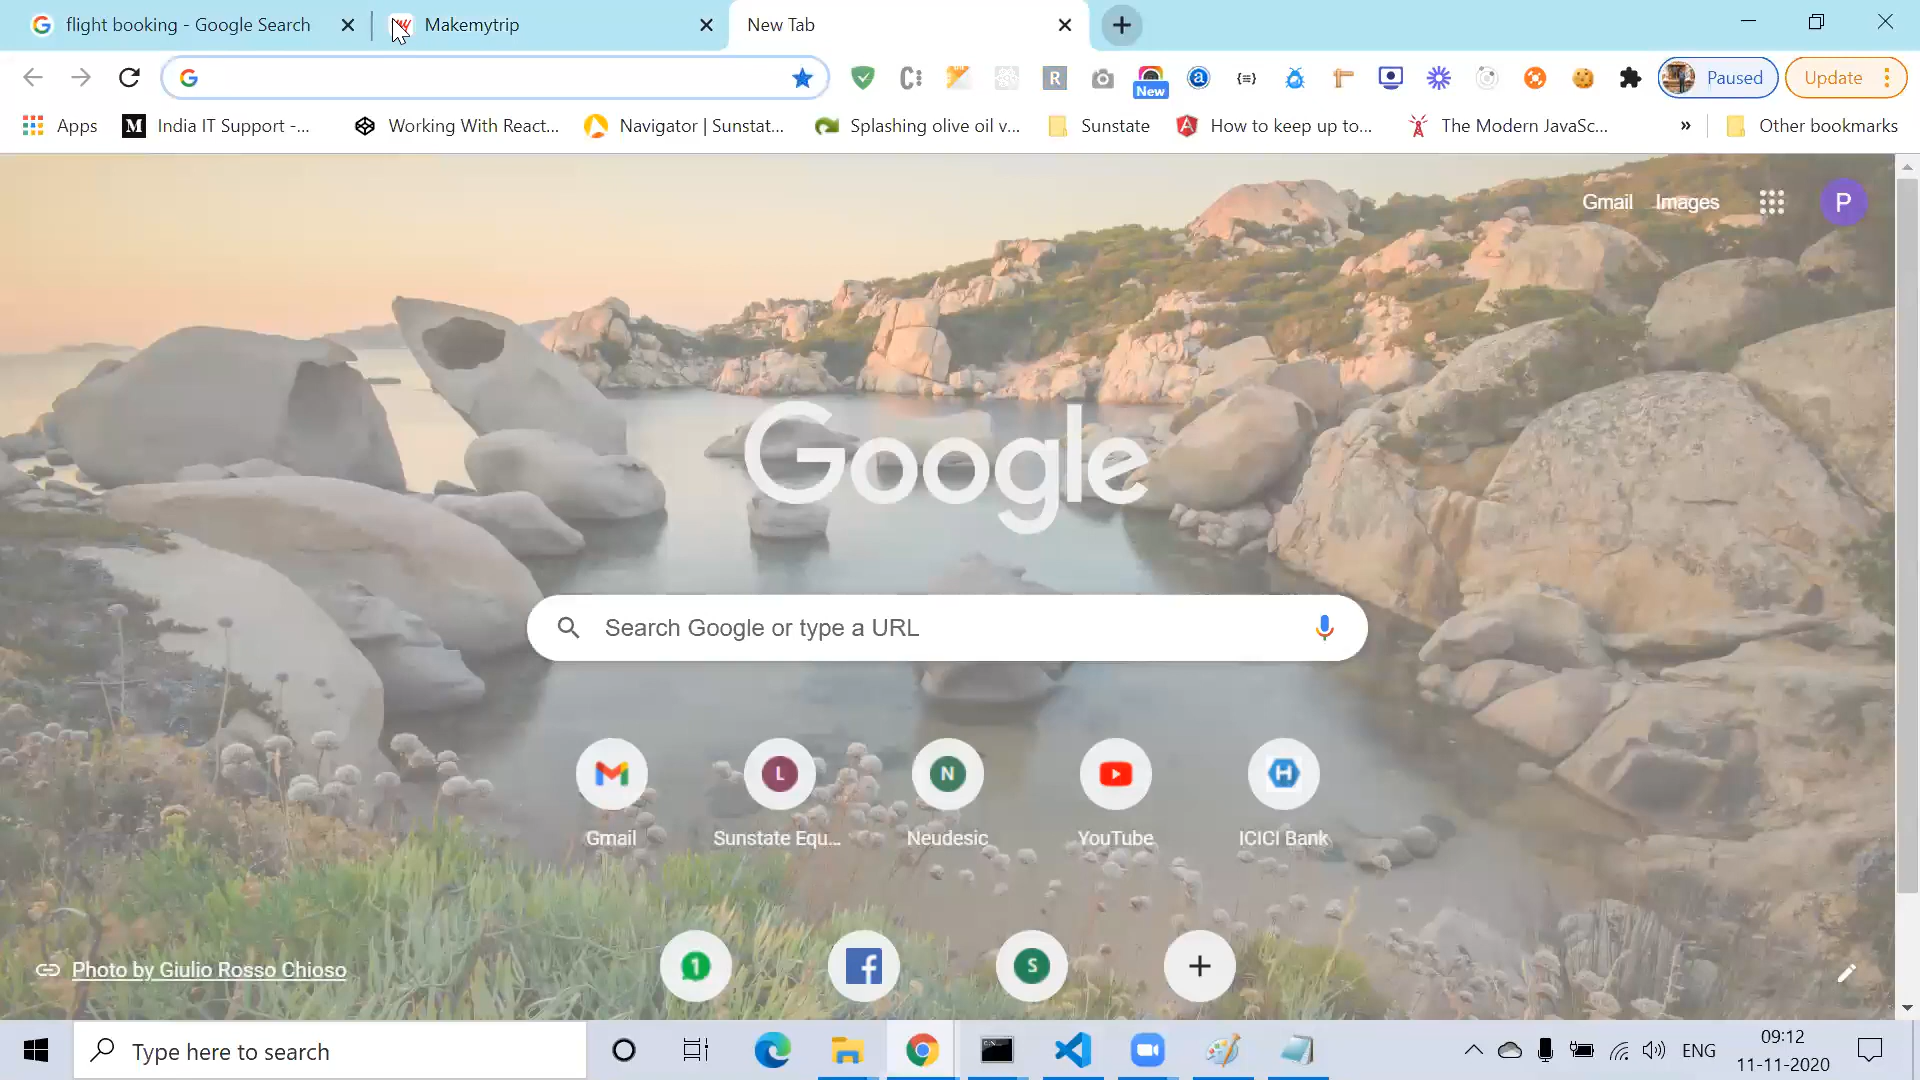 flight booking - Google Search
Makemytrip
New Tab
New
Paused
Update
Apps
India IT Support -...
Working With React...
Navigator | Sunstat...
Splashing olive oil v...
Sunstate
How to keep up to...
The Modern JavaSc...
»
Other bookmarks
Gmail
Images
P
Google
Search Google or type a URL
L
N
Gmail
Sunstate Equ...
Neudesic
YouTube
ICICI Bank
1
S
Photo by Giulio Rosso Chioso
Type here to search
ENG
09:12
11-11-2020